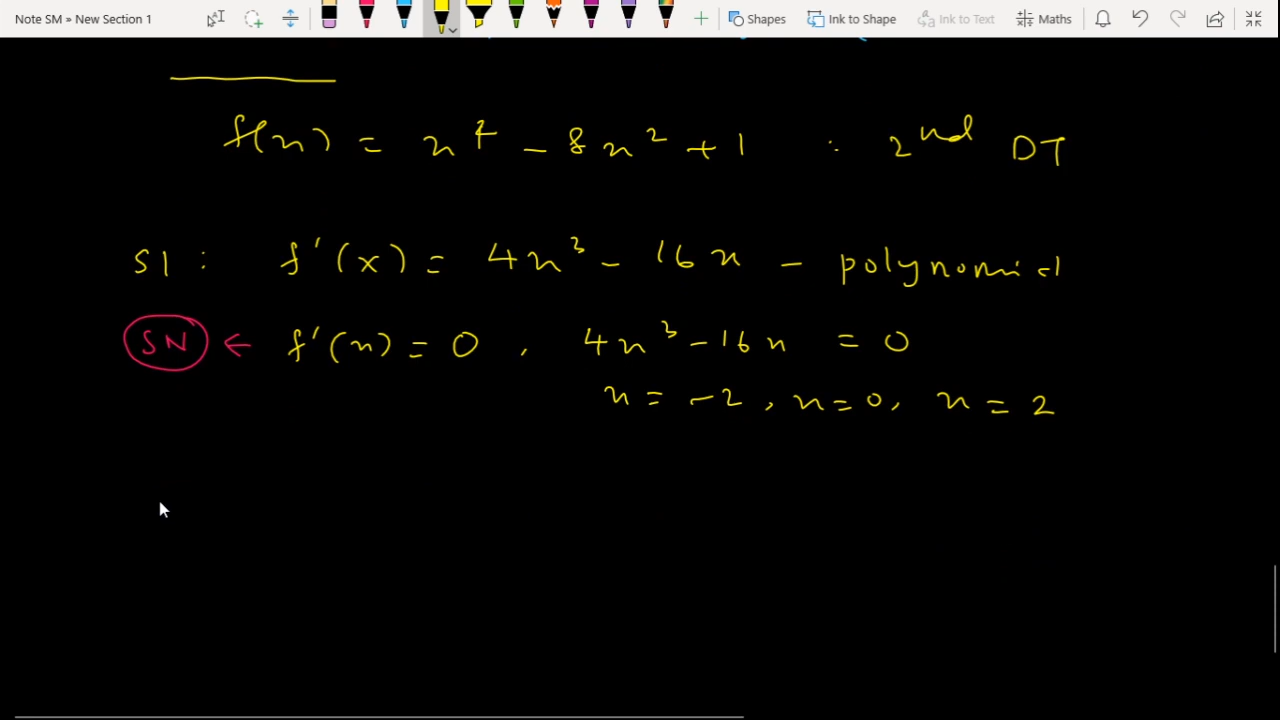 Note SM » New Section 1 Shapes Ink to Shape Ink to Text Maths
f(x) = x⁴ - 8x² + 1 : 2nd DT
S1 : f'(x) = 4x³ - 16x - polynomial
SN ← f'(x) = 0 , 4x³ - 16x = 0
x = -2 , x = 0 , x = 2